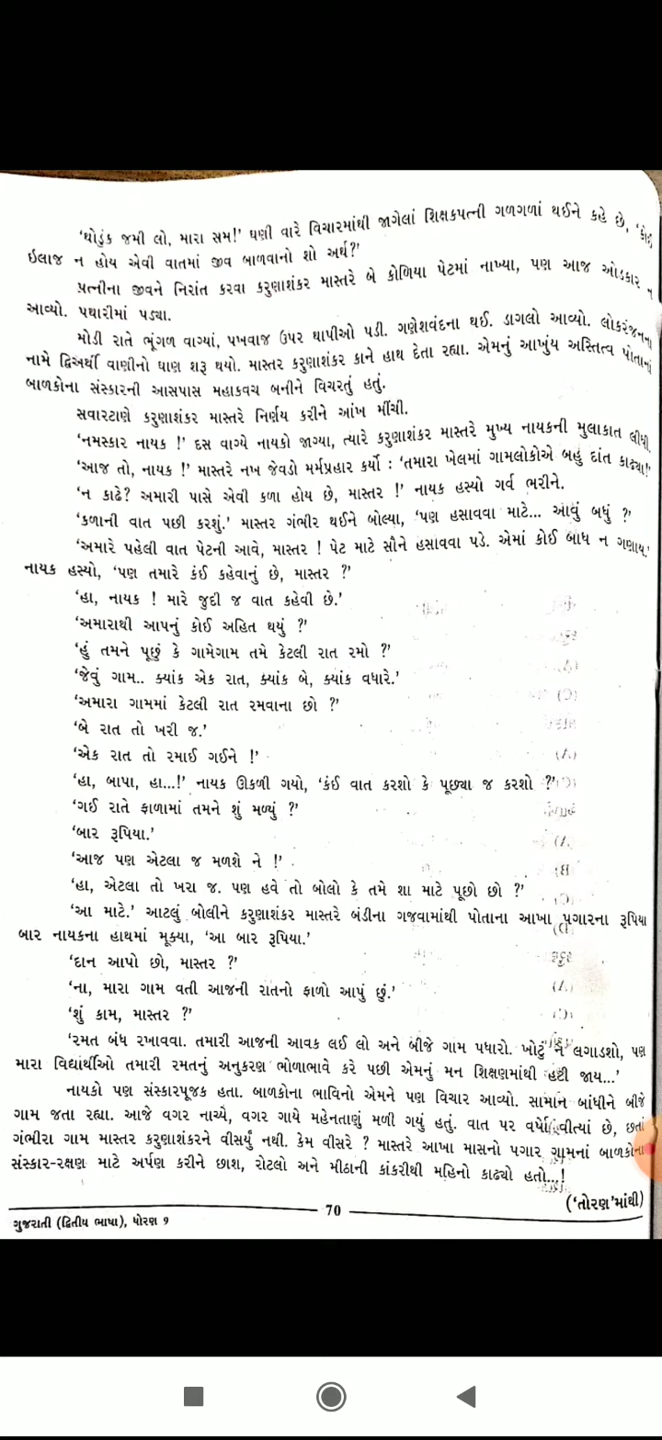 ‘થોડુંક જમી લો, મારા સમ!’ ઘણી વારે વિચારમાંથી જાગેલાં શિક્ષકપત્ની ગળગળાં થઈને કહે છે, ‘કોઈ
ઇલાજ ન હોય એવી વાતમાં જીવ બાળવાનો શો અર્થ?’
પત્નીના જીવને નિરાંત કરવા કરુણાશંકર માસ્તરે બે કોળિયા પેટમાં નાખ્યા, પણ આજ ઓડકાર ન
આવ્યો. પથારીમાં પડ્યા.
મોડી રાતે ભૂંગળ વાગ્યાં, પખવાજ ઉપર થાપીઓ પડી. ગણેશવંદના થઈ. ડાગલો આવ્યો. લોકરંજનના
નામે દ્વિઅર્થી વાણીનો ધાણ શરૂ થયો. માસ્તર કરુણાશંકર કાને હાથ દેતા રહ્યા. એમનું આખુંય અસ્તિત્વ પોતાનાં
બાળકોના સંસ્કારની આસપાસ મહાકવચ બનીને વિચરતું હતું.
સવારટાણે કરુણાશંકર માસ્તરે નિર્ણય કરીને આંખ મીંચી.
‘નમસ્કાર નાયક !’ દસ વાગ્યે નાયકો જાગ્યા, ત્યારે કરુણાશંકર માસ્તરે મુખ્ય નાયકની મુલાકાત લીધી
‘આજ તો, નાયક !’ માસ્તરે નખ જેવડો મર્મપ્રહાર કર્યો : ‘તમારા ખેલમાં ગામલોકોએ બહું દાંત કાઢ્યા!’
‘ન કાઢે? અમારી પાસે એવી કળા હોય છે, માસ્તર !’ નાયક હસ્યો ગર્વ ભરીને.
‘કળાની વાત પછી કરશું.’ માસ્તર ગંભીર થઈને બોલ્યા, ‘પણ હસાવવા માટે... આવું બધું ?’
‘અમારે પહેલી વાત પેટની આવે, માસ્તર ! પેટ માટે સૌને હસાવવા પડે. એમાં કોઈ બાધ ન ગણાય.’
નાયક હસ્યો, ‘પણ તમારે કંઈ કહેવાનું છે, માસ્તર ?’
‘હા, નાયક ! મારે જુદી જ વાત કહેવી છે.’
‘અમારાથી આપનું કોઈ અહિત થયું ?’
‘હું તમને પૂછું કે ગામેગામ તમે કેટલી રાત રમો ?’
‘જેવું ગામ.. ક્યાંક એક રાત, ક્યાંક બે, ક્યાંક વધારે.’
‘અમારા ગામમાં કેટલી રાત રમવાના છો ?’
‘બે રાત તો ખરી જ.’
‘એક રાત તો રમાઈ ગઈને !’
‘હા, બાપા, હા...!’ નાયક ઊકળી ગયો, ‘કંઈ વાત કરશો કે પૂછ્યા જ કરશો ?’
‘ગઈ રાતે ફાળામાં તમને શું મળ્યું ?’
‘બાર રૂપિયા.’
‘આજ પણ એટલા જ મળશે ને !’
‘હા, એટલા તો ખરા જ. પણ હવે તો બોલો કે તમે શા માટે પૂછો છો ?’
‘આ માટે.’ આટલું બોલીને કરુણાશંકર માસ્તરે બંડીના ગજવામાંથી પોતાના આખા પગારના રૂપિયા
બાર નાયકના હાથમાં મૂક્યા, ‘આ બાર રૂપિયા.’
‘દાન આપો છો, માસ્તર ?’
‘ના, મારા ગામ વતી આજની રાતનો ફાળો આપું છું.’
‘શું કામ, માસ્તર ?’
‘રમત બંધ રખાવવા. તમારી આજની આવક લઈ લો અને બીજે ગામ પધારો. ખોટું ન લગાડશો, પણ
મારા વિદ્યાર્થીઓ તમારી રમતનું અનુકરણ ભોળાભાવે કરે પછી એમનું મન શિક્ષણમાંથી હટી જાય...’
નાયકો પણ સંસ્કારપૂજક હતા. બાળકોના ભાવિનો એમને પણ વિચાર આવ્યો. સામાન બાંધીને બીજે
ગામ જતા રહ્યા. આજે વગર નાચ્યે, વગર ગાયે મહેનતાણું મળી ગયું હતું. વાત પર વર્ષો વીત્યાં છે, છતાં
ગંભીરા ગામ માસ્તર કરુણાશંકરને વીસર્યું નથી. કેમ વીસરે ? માસ્તરે આખા માસનો પગાર ગામનાં બાળકોના
સંસ્કાર-રક્ષણ માટે અર્પણ કરીને છાશ, રોટલો અને મીઠાની કાંકરીથી મહિનો કાઢ્યો હતો...!
(‘તોરણ’માંથી)
70
ગુજરાતી (દ્વિતીય ભાષા), ધોરણ ૧